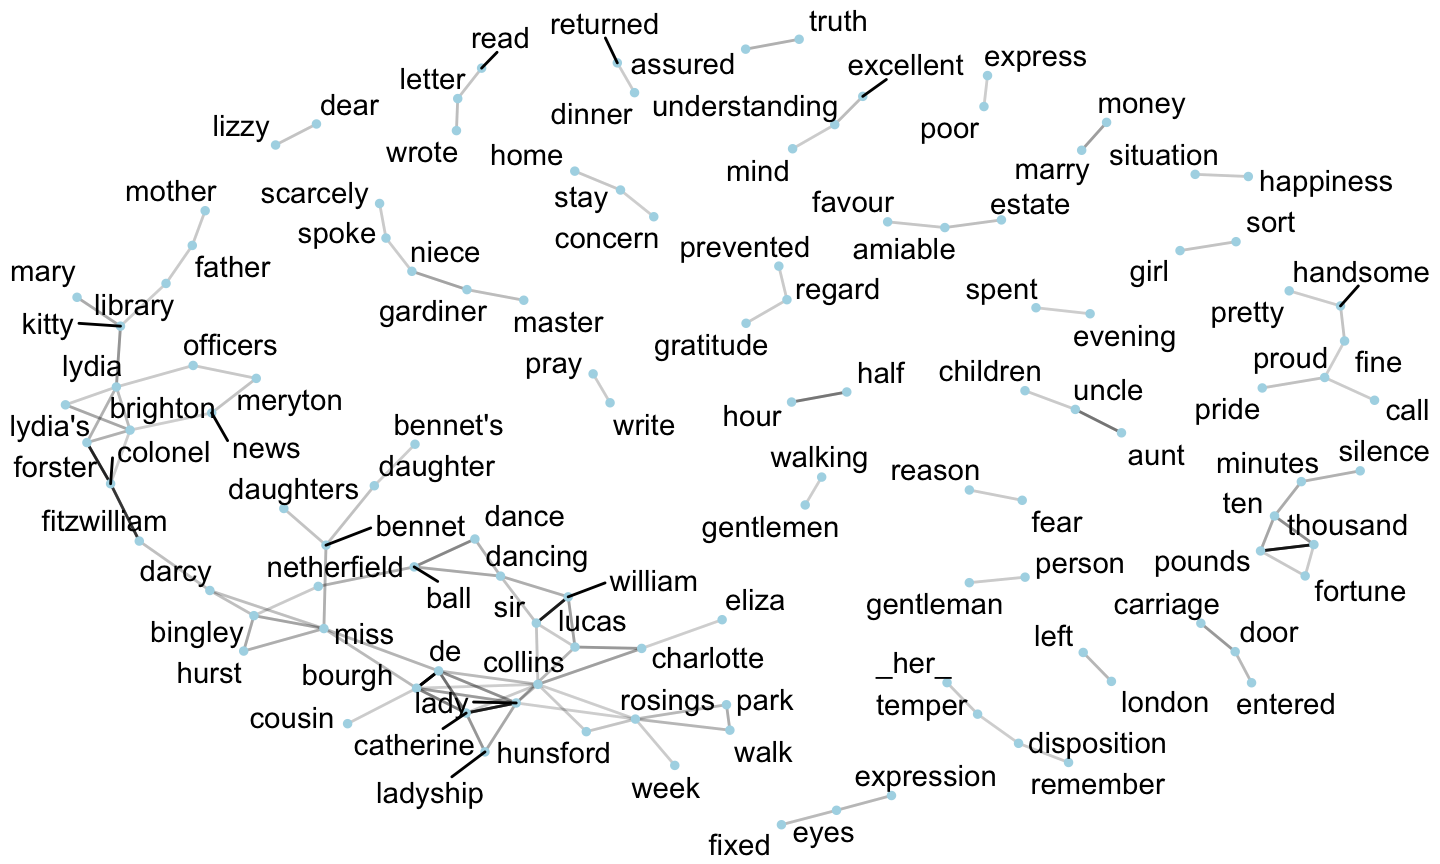 returned
truth
read
assured
excellent
express
letter
understanding
money
dear
dinner
lizzy
poor
wrote
home
mind
marry
situation
happiness
mother
scarcely
stay
favour
estate
sort
spoke
concern
prevented
amiable
niece
father
girl
mary
handsome
library
regard
spent
kitty
gardiner
master
pretty
evening
officers
gratitude
lydia
pray
half
children
proud
fine
uncle
meryton
brighton
hour
pride
call
lydia's
write
bennet's
news
colonel
aunt
silence
forster
daughter
walking
reason
minutes
daughters
ten
fitzwilliam
bennet
dance
gentlemen
fear
thousand
dancing
pounds
person
netherfield
darcy
william
fortune
ball
sir
eliza
gentleman
carriage
bingley
miss
lucas
left
door
hurst
de
collins
charlotte
_her_
bourgh
lady
rosings
park
temper
london
entered
cousin
catherine
hunsford
walk
disposition
ladyship
week
expression
remember
fixed
eyes